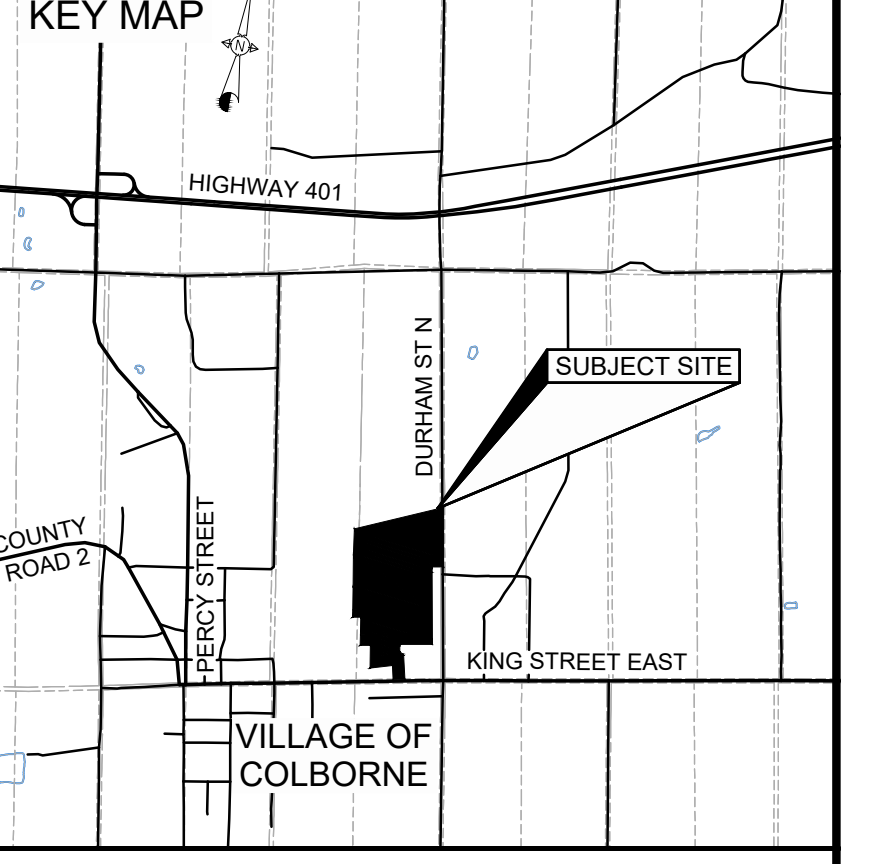 KEY MAP
N
HIGHWAY 401
DURHAM ST N
SUBJECT SITE
COUNTY
ROAD 2
PERCY STREET
KING STREET EAST
VILLAGE OF
COLBORNE